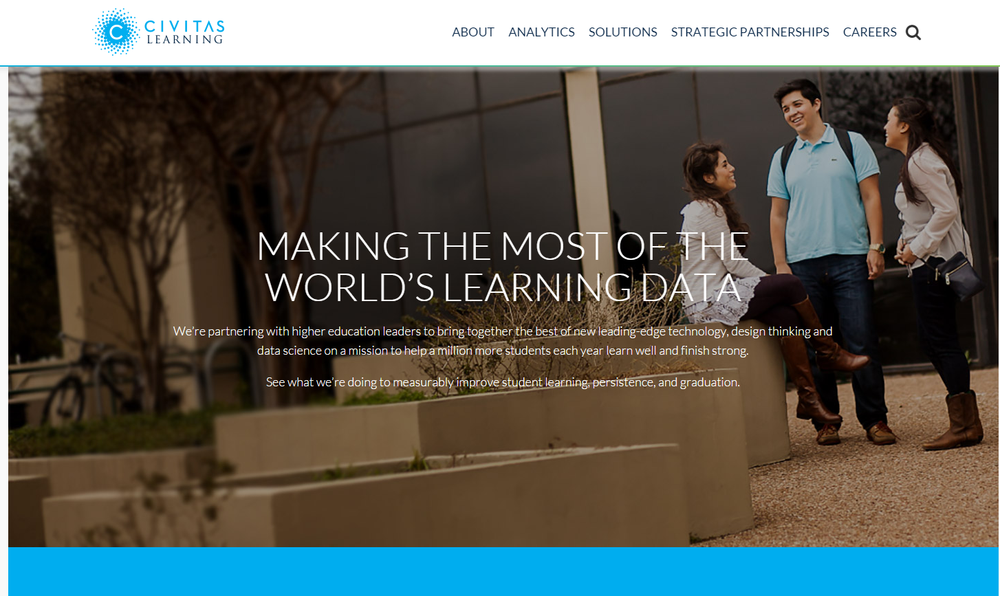 C CIVITAS
LEARNING
ABOUT ANALYTICS SOLUTIONS STRATEGIC PARTNERSHIPS CAREERS
MAKING THE MOST OF THE
WORLD’S LEARNING DATA
We’re partnering with higher education leaders to bring together the best of new leading-edge technology, design thinking and
data science on a mission to help a million more students each year learn well and finish strong.
See what we’re doing to measurably improve student learning, persistence, and graduation.